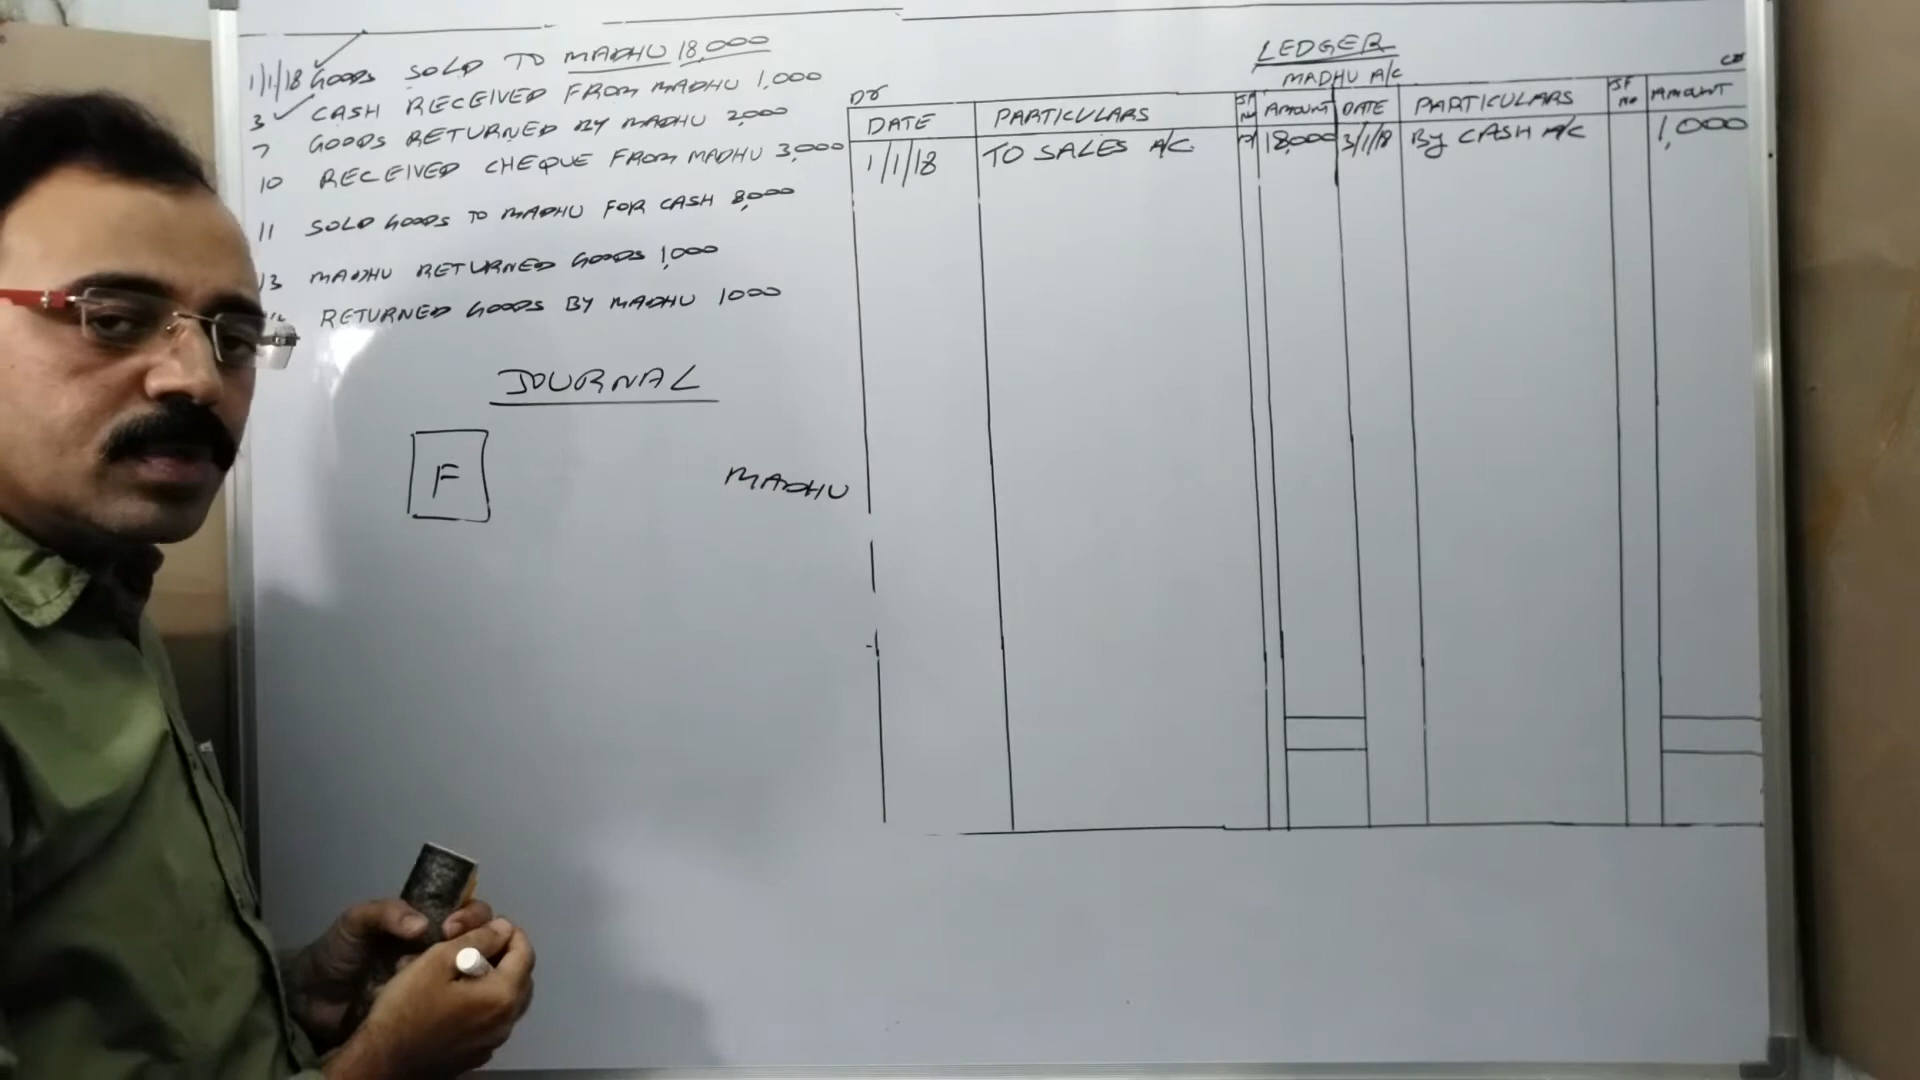 1/1/18 GOODS SOLD TO MADHU 18,000
3 CASH RECEIVED FROM MADHU 1,000
7 GOODS RETURNED BY MADHU 2,000
10 RECEIVED CHEQUE FROM MADHU 3,000
11 SOLD GOODS TO MADHU FOR CASH 8,000
13 MADHU RETURNED GOODS 1,000
RETURNED GOODS BY MADHU 1000
JOURNAL
F
MADHU
LEDGER
MADHU A/C
Dr Cr
DATE PARTICULARS JF No AMOUNT DATE PARTICULARS JF No AMOUNT
1/1/18 TO SALES A/C 18,000 3/1/18 By CASH A/C 1,000